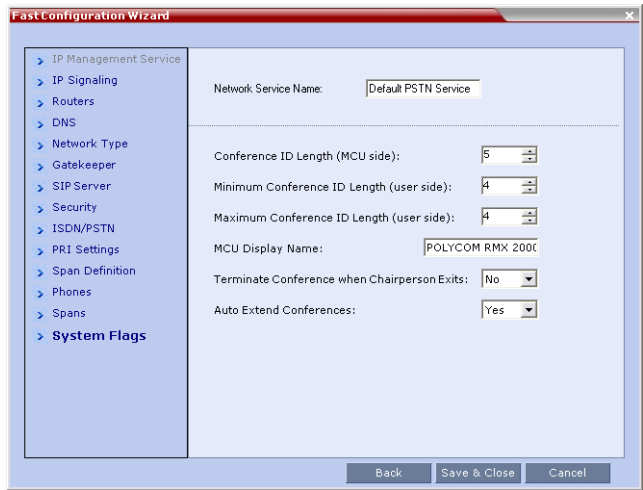 Fast Configuration Wizard
IP Management Service
IP Signaling
Routers
DNS
Network Type
Gatekeeper
SIP Server
Security
ISDN/PSTN
PRI Settings
Span Definition
Phones
Spans
System Flags
Network Service Name: Default PSTN Service
Conference ID Length (MCU side): 5
Minimum Conference ID Length (user side): 4
Maximum Conference ID Length (user side): 4
MCU Display Name: POLYCOM RMX 200
Terminate Conference when Chairperson Exits: No
Auto Extend Conferences: Yes
Back Save & Close Cancel